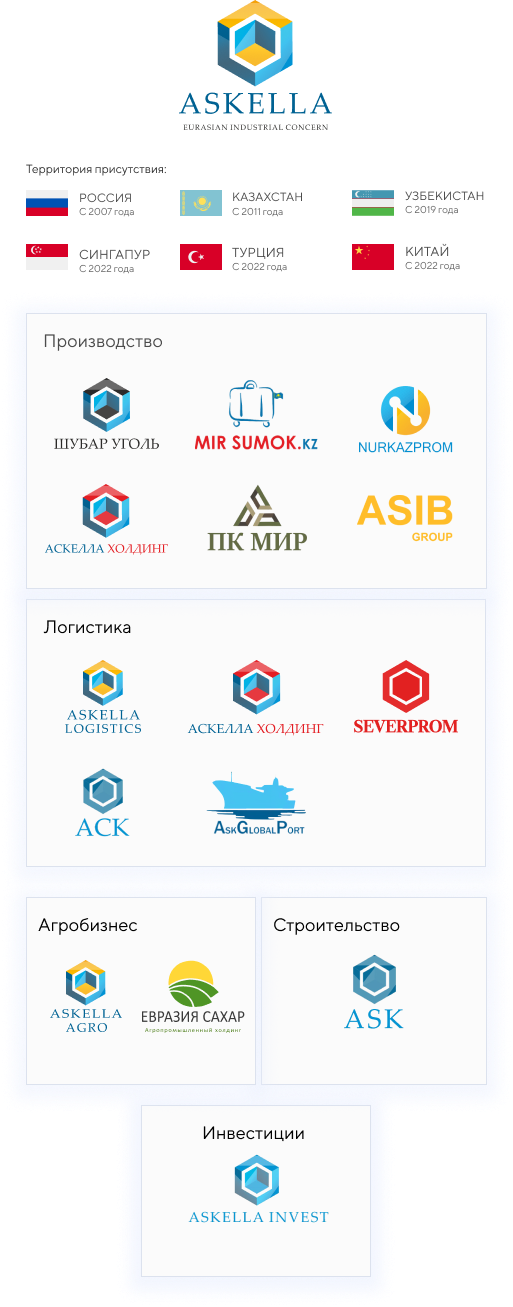 ASKELLA
EURASIAN INDUSTRIAL CONCERN
Территория присутствия:
РОССИЯ
С 2007 года
КАЗАХСТАН
С 2011 года
УЗБЕКИСТАН
С 2019 года
СИНГАПУР
С 2022 года
ТУРЦИЯ
С 2022 года
КИТАЙ
С 2022 года
Производство
ШУБАР УГОЛЬ
MIR SUMOK.KZ
NURKAZPROM
АСКЕЛЛА ХОЛДИНГ
ПК МИР
ASIB
GROUP
Логистика
ASKELLA
LOGISTICS
АСКЕЛЛА ХОЛДИНГ
SEVERPROM
АСК
ASKGLOBALPORT
Агробизнес
ASKELLA
AGRO
ЕВРАЗИЯ САХАР
Агропромышленный холдинг
Строительство
ASK
Инвестиции
ASKELLA INVEST